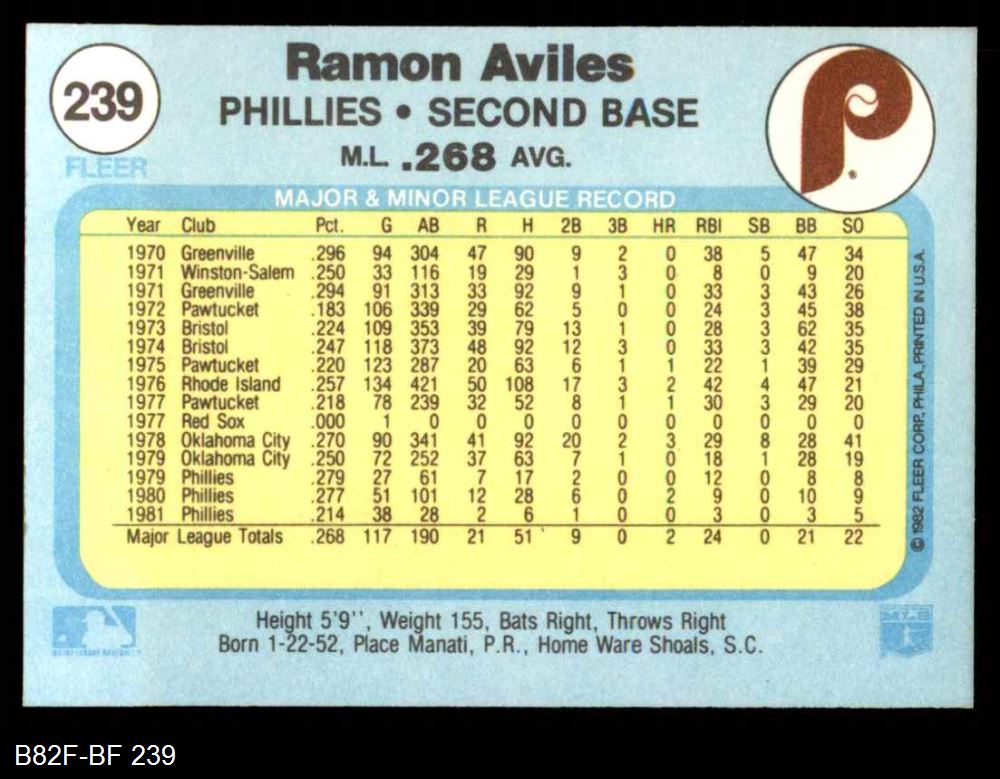 239
FLEER
Ramon Aviles
PHILLIES • SECOND BASE
M.L. .268 AVG.
MAJOR & MINOR LEAGUE RECORD
Year Club Pct. G AB R H 2B 3B HR RBI SB BB SO
1970 Greenville .296 94 304 47 90 9 2 0 38 5 47 34
1971 Winston-Salem .250 33 116 19 29 1 3 0 8 0 9 20
1971 Greenville .294 91 313 33 92 9 1 0 33 3 43 26
1972 Pawtucket .183 106 339 29 62 5 0 0 24 3 45 38
1973 Bristol .224 109 353 39 79 13 1 0 28 3 62 35
1974 Bristol .247 118 373 48 92 12 3 0 33 3 42 35
1975 Pawtucket .220 123 287 20 63 6 1 1 22 1 39 29
1976 Rhode Island .257 134 421 50 108 17 3 2 42 4 47 21
1977 Pawtucket .218 78 239 32 52 8 1 1 30 3 29 20
1977 Red Sox .000 1 0 0 0 0 0 0 0 0 0 0
1978 Oklahoma City .270 90 341 41 92 20 2 3 29 8 28 41
1979 Oklahoma City .250 72 252 37 63 7 1 0 18 1 28 19
1979 Phillies .279 27 61 7 17 2 0 0 12 0 8 8
1980 Phillies .277 51 101 12 28 6 0 2 9 0 10 9
1981 Phillies .214 38 28 2 6 1 0 0 3 0 3 5
Major League Totals .268 117 190 21 51 9 0 2 24 0 21 22
© 1982 FLEER CORP., PHILA., PRINTED IN U.S.A.
Height 5'9'', Weight 155, Bats Right, Throws Right
Born 1-22-52, Place Manati, P.R., Home Ware Shoals, S.C.
MAJOR LEAGUE BASEBALL
B82F-BF 239